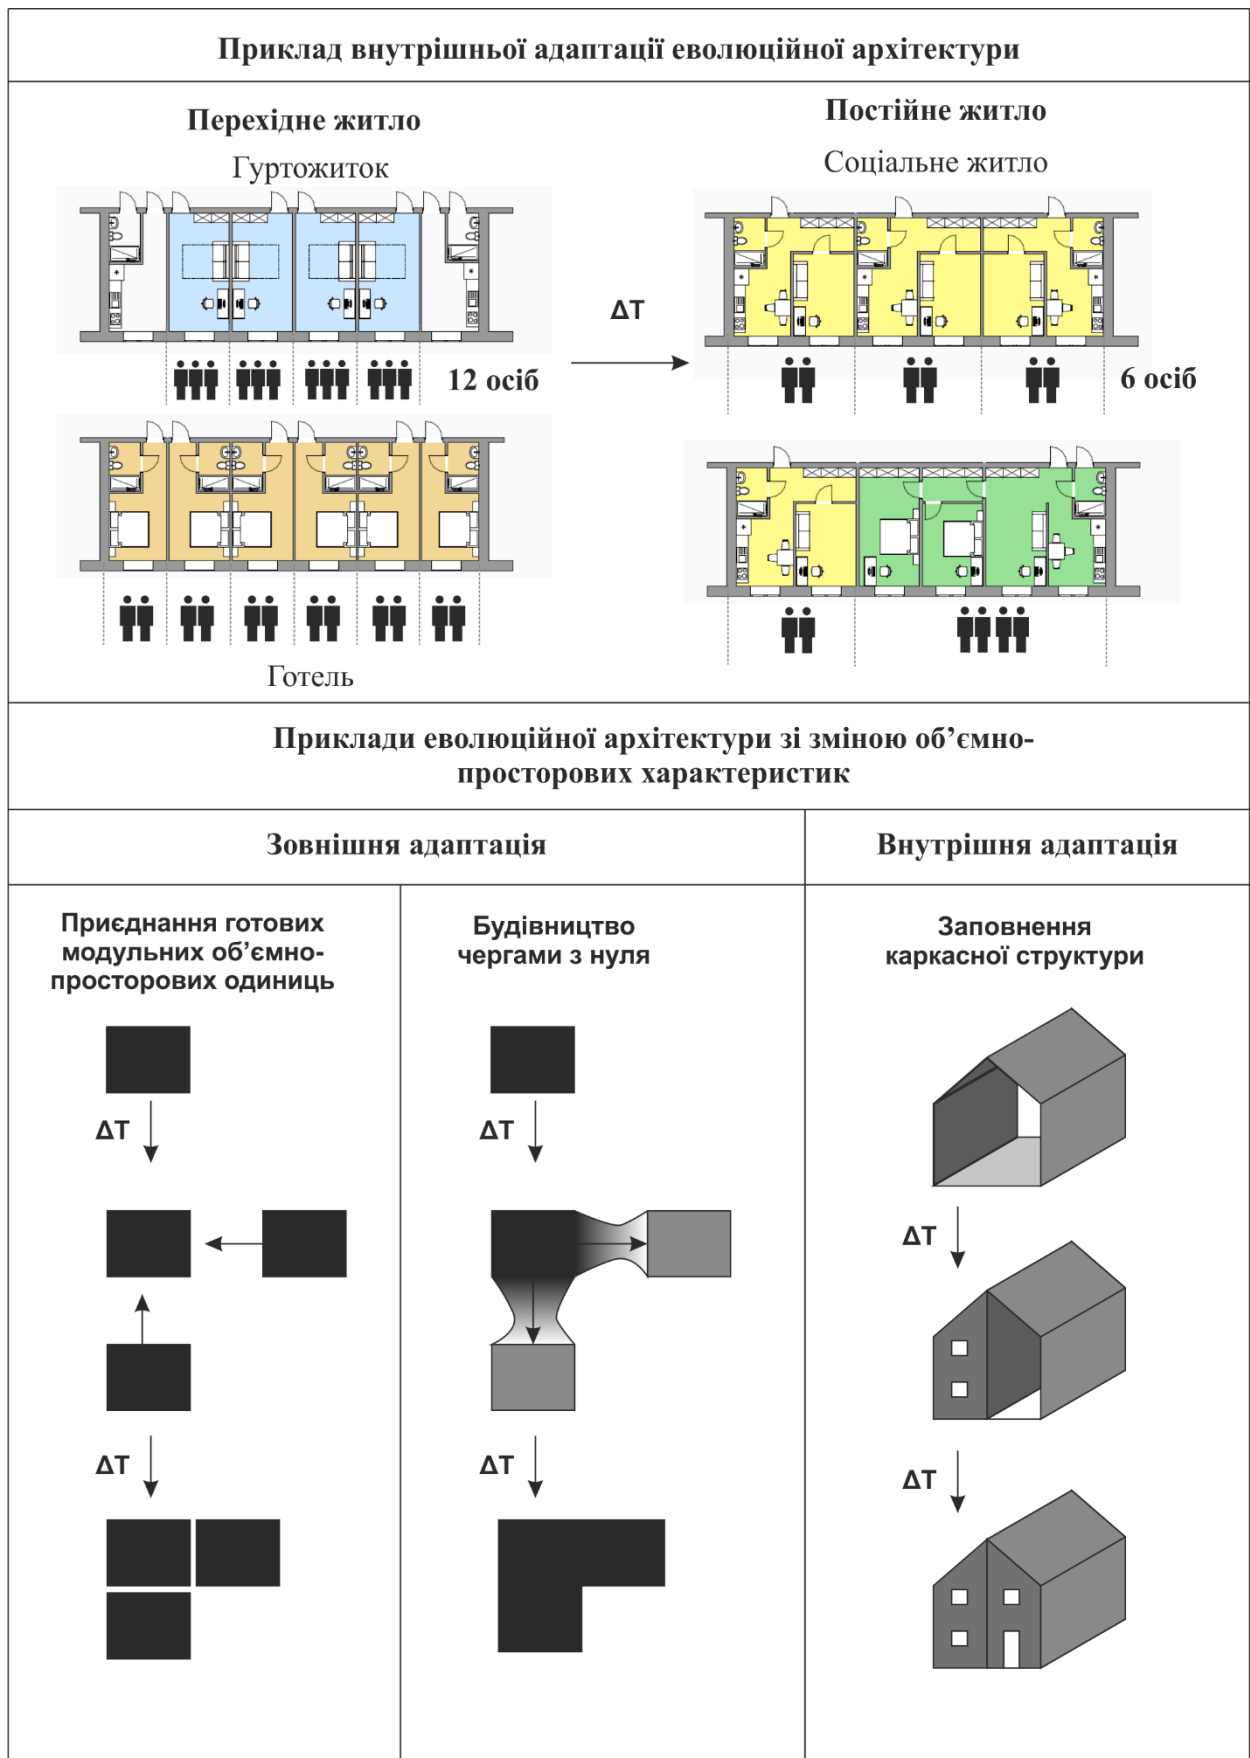 Приклад внутрішньої адаптації еволюційної архітектури
Перехідне житло
Гуртожиток
Постійне житло
Соціальне житло
ΔT
12 осіб
6 осіб
Готель
Приклади еволюційної архітектури зі зміною об’ємно-
просторових характеристик
Зовнішня адаптація
Внутрішня адаптація
Приєднання готових
модульних об’ємно-
просторових одиниць
ΔT
ΔT
Будівництво
чергами з нуля
ΔT
ΔT
Заповнення
каркасної структури
ΔT
ΔT